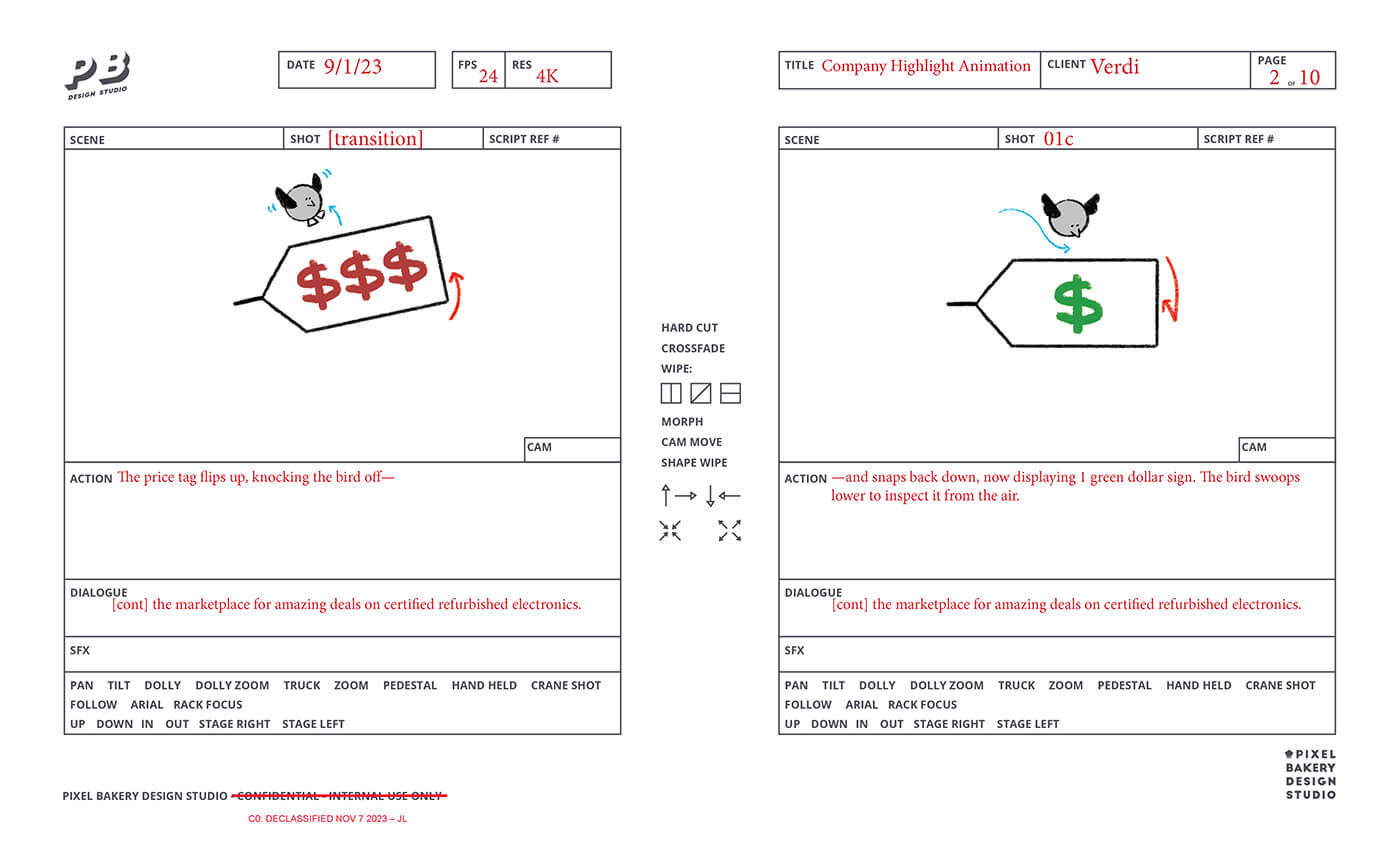 PB
DESIGN STUDIO
DATE 9/1/23
FPS 24
RES 4K
TITLE Company Highlight Animation
CLIENT Verdi
PAGE 2 OF 10
SCENE
SHOT [transition]
SCRIPT REF #
$$$
CAM
ACTION The price tag flips up, knocking the bird off—
DIALOGUE
[cont] the marketplace for amazing deals on certified refurbished electronics.
SFX
PAN TILT DOLLY DOLLY ZOOM TRUCK ZOOM PEDESTAL HAND HELD CRANE SHOT
FOLLOW ARIAL RACK FOCUS
UP DOWN IN OUT STAGE RIGHT STAGE LEFT
HARD CUT
CROSSFADE
WIPE:
MORPH
CAM MOVE
SHAPE WIPE
SCENE
SHOT 01c
SCRIPT REF #
$
CAM
ACTION —and snaps back down, now displaying 1 green dollar sign. The bird swoops
lower to inspect it from the air.
DIALOGUE
[cont] the marketplace for amazing deals on certified refurbished electronics.
SFX
PAN TILT DOLLY DOLLY ZOOM TRUCK ZOOM PEDESTAL HAND HELD CRANE SHOT
FOLLOW ARIAL RACK FOCUS
UP DOWN IN OUT STAGE RIGHT STAGE LEFT
PIXEL BAKERY DESIGN STUDIO - CONFIDENTIAL - INTERNAL USE ONLY
C0: DECLASSIFIED NOV 7 2023 – JL
PIXEL
BAKERY
DESIGN
STUDIO